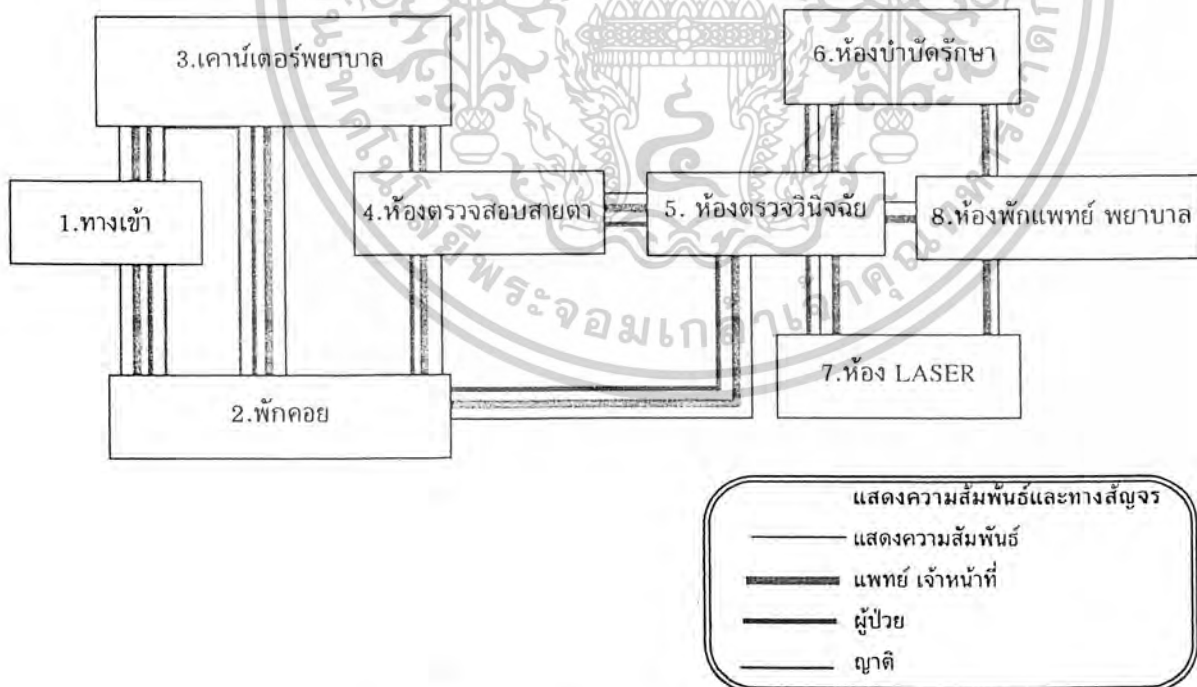 3.เคาน์เตอร์พยาบาล
6.ห้องบำบัดรักษา
1.ทางเข้า
4.ห้องตรวจสอบสายตา
5. ห้องตรวจวินิจฉัย
8.ห้องพักแพทย์ พยาบาล
2.พักคอย
7.ห้อง LASER
แสดงความสัมพันธ์และทางสัญจร
แสดงความสัมพันธ์
แพทย์ เจ้าหน้าที่
ผู้ป่วย
ญาติ